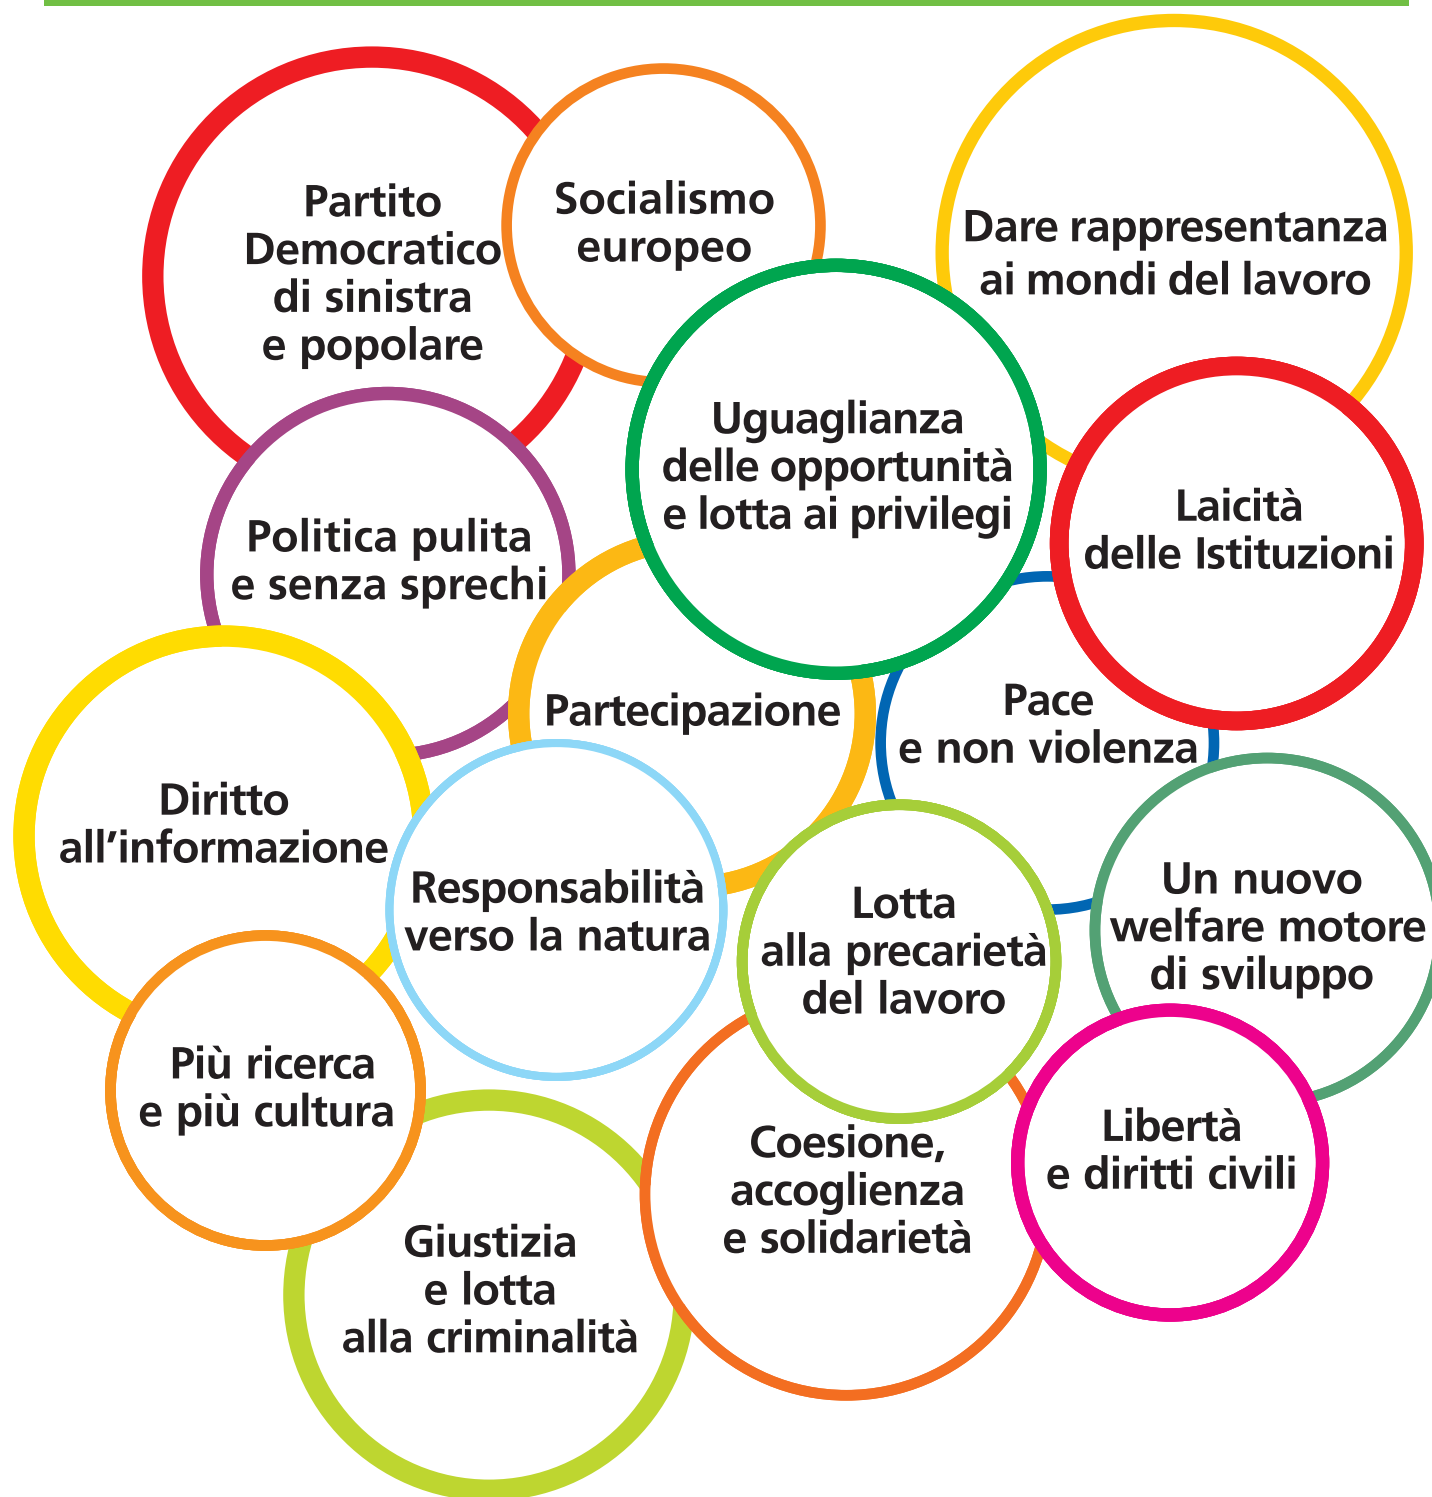 Partito
Democratico
di sinistra
e popolare
Socialismo
europeo
Dare rappresentanza
ai mondi del lavoro
Uguaglianza
delle opportunità
e lotta ai privilegi
Laicità
delle Istituzioni
Politica pulita
e senza sprechi
Partecipazione
Pace
e non violenza
Diritto
all'informazione
Responsabilità
verso la natura
Lotta
alla precarietà
del lavoro
Un nuovo
welfare motore
di sviluppo
Più ricerca
e più cultura
Coesione,
accoglienza
e solidarietà
Libertà
e diritti civili
Giustizia
e lotta
alla criminalità